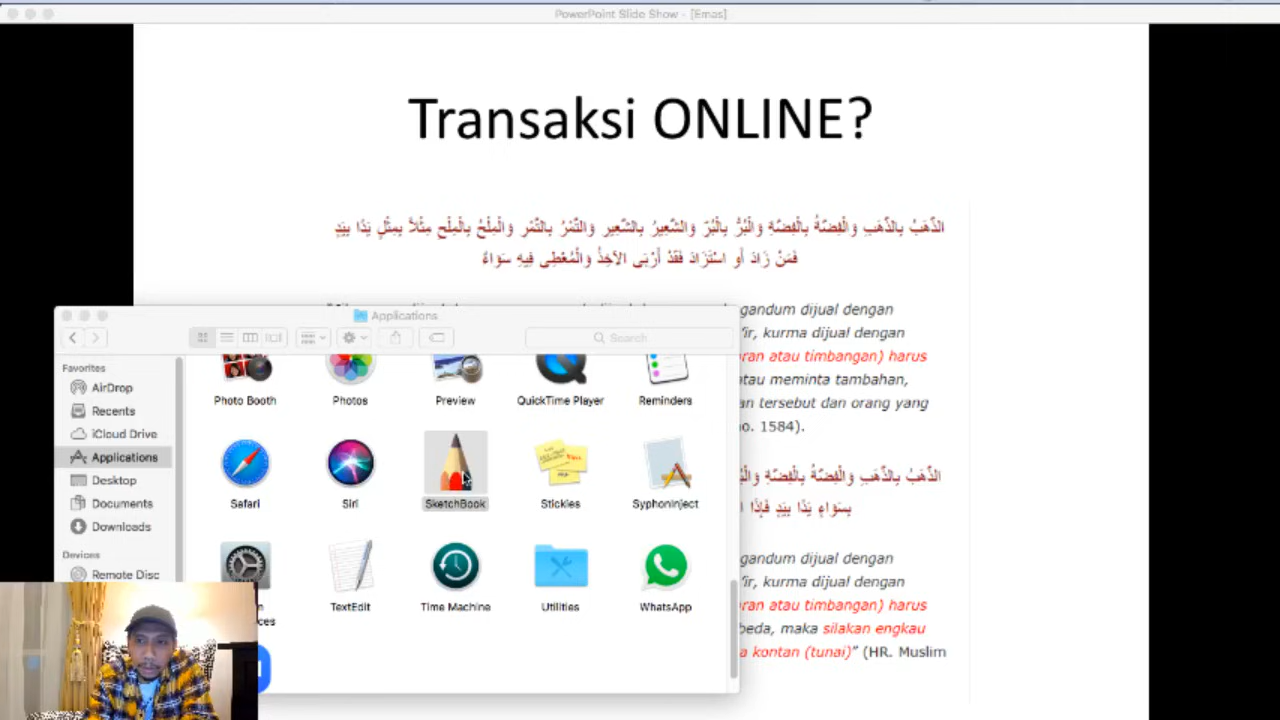 PowerPoint Slide Show - [Emas]
Transaksi ONLINE?
الذَّهَبُ بِالذَّهَبِ وَالْفِضَّةُ بِالْفِضَّةِ وَالْبُرُّ بِالْبُرِّ وَالشَّعِيرُ بِالشَّعِيرِ وَالتَّمْرُ بِالتَّمْرِ وَالْمِلْحُ بِالْمِلْحِ مِثْلاً بِمِثْلٍ يَدًا بِيَدٍ
فَمَنْ زَادَ أَوِ اسْتَزَادَ فَقَدْ أَرْبَى الآخِذُ وَالْمُعْطِى فِيهِ سَوَاءٌ
gandum dijual dengan
'ir, kurma dijual dengan
ran atau timbangan) harus
atau meminta tambahan,
an tersebut dan orang yang
no. 1584).
الذَّهَبُ بِالذَّهَبِ وَالْفِضَّةُ بِالْفِضَّةِ
بِسَوَاءٍ يَدًا بِيَدٍ فَإِذَا
gandum dijual dengan
'ir, kurma dijual dengan
ran atau timbangan) harus
beda, maka silakan engkau
a kontan (tunai)" (HR. Muslim
Applications
Search
Favorites
AirDrop
Recents
iCloud Drive
Applications
Desktop
Documents
Downloads
Devices
Remote Disc
Photo Booth
Photos
Preview
QuickTime Player
Reminders
Safari
Siri
SketchBook
Stickies
SyphonInject
TextEdit
Time Machine
Utilities
WhatsApp